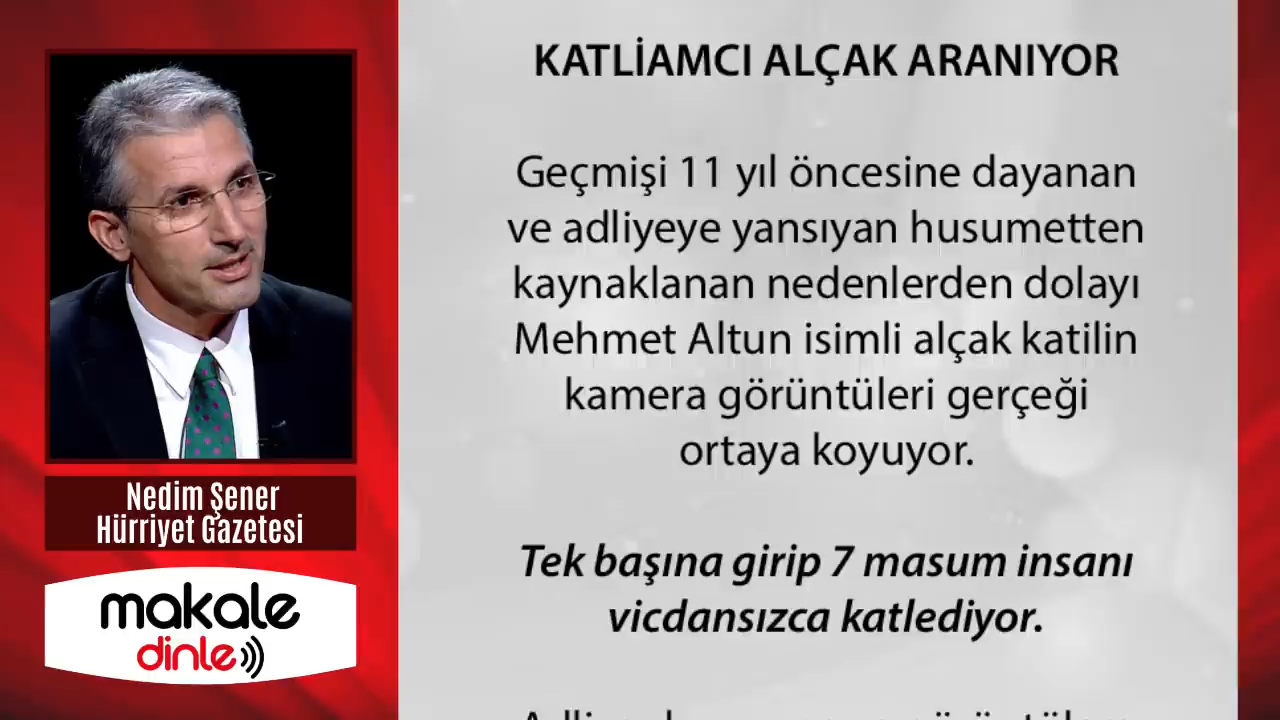 KATLİAMCI ALÇAK ARANIYOR
Geçmişi 11 yıl öncesine dayanan
ve adliyeye yansıyan husumetten
kaynaklanan nedenlerden dolayı
Mehmet Altun isimli alçak katilin
kamera görüntüleri gerçeği
ortaya koyuyor.
Tek başına girip 7 masum insanı
vicdansızca katlediyor.
Nedim Şener
Hürriyet Gazetesi
makale
dinle